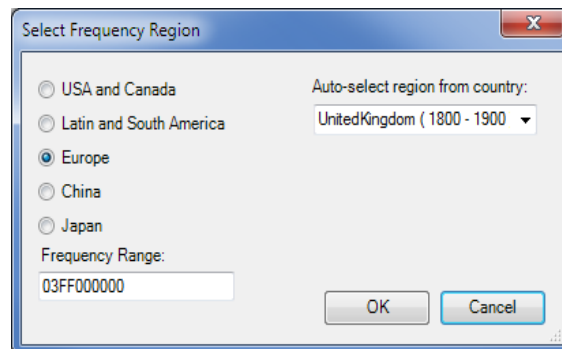 Select Frequency Region
USA and Canada
Latin and South America
Europe
China
Japan
Frequency Range:
03FF000000
Auto-select region from country:
UnitedKingdom ( 1800 - 1900
OK
Cancel